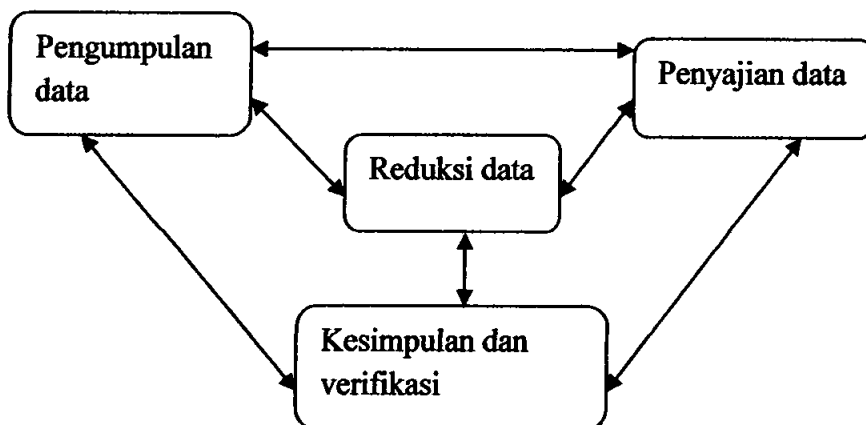 Pengumpulan
data
Penyajian data
Reduksi data
Kesimpulan dan
verifikasi